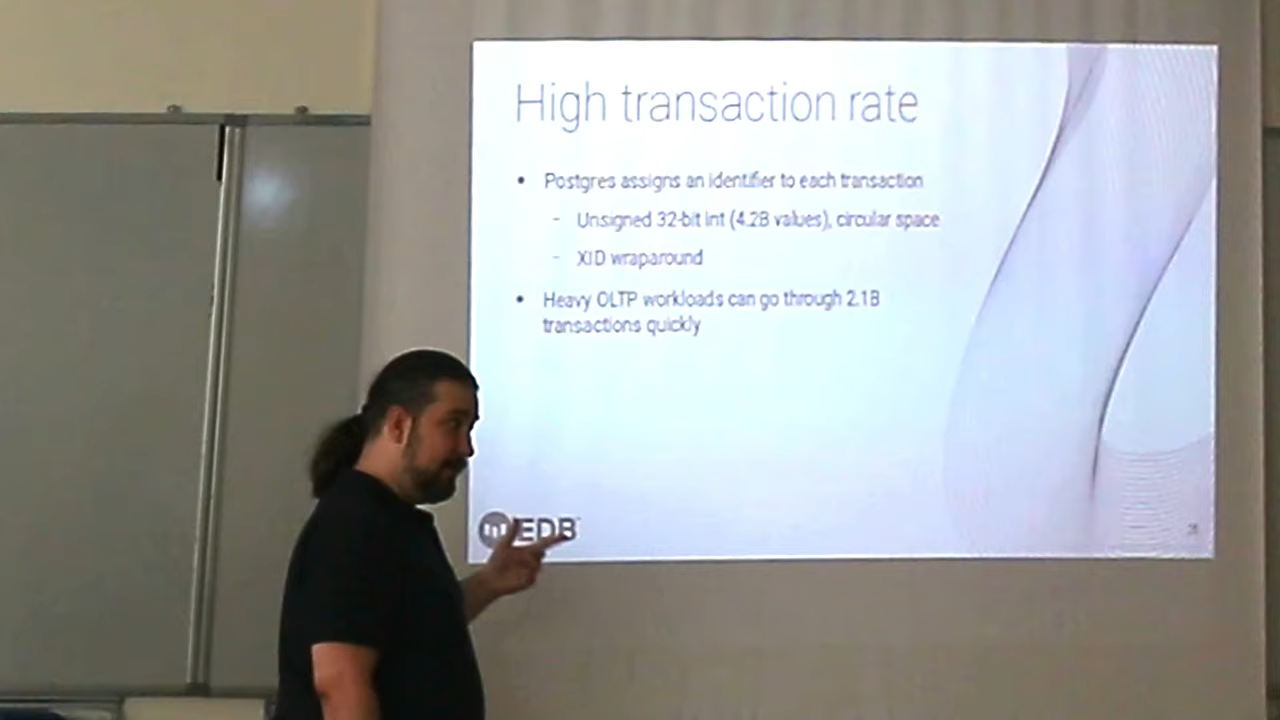 High transaction rate
• Postgres assigns an identifier to each transaction
- Unsigned 32-bit int (4.2B values), circular space
- XID wraparound
• Heavy OLTP workloads can go through 2.1B
transactions quickly
EDB